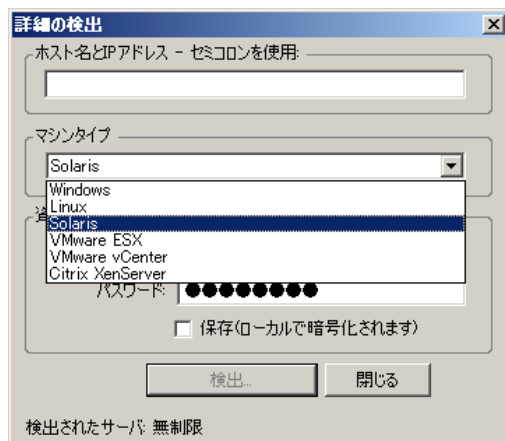 詳細の検出
ホスト名とIPアドレス - セミコロンを使用:
マシンタイプ
Solaris
Windows
Linux
Solaris
VMware ESX
VMware vCenter
Citrix XenServer
パスワード:
保存(ローカルで暗号化されます)
検出...
閉じる
検出されたサーバ: 無制限